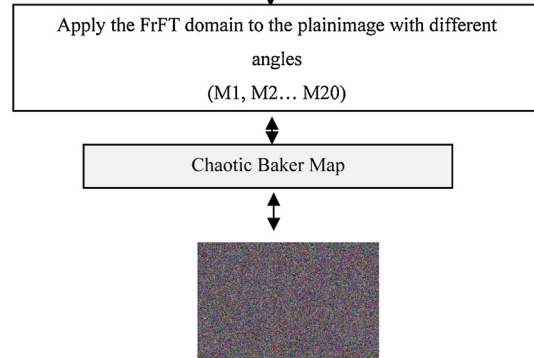 Apply the FrFT domain to the plainimage with different
angles
(M1, M2… M20)
Chaotic Baker Map